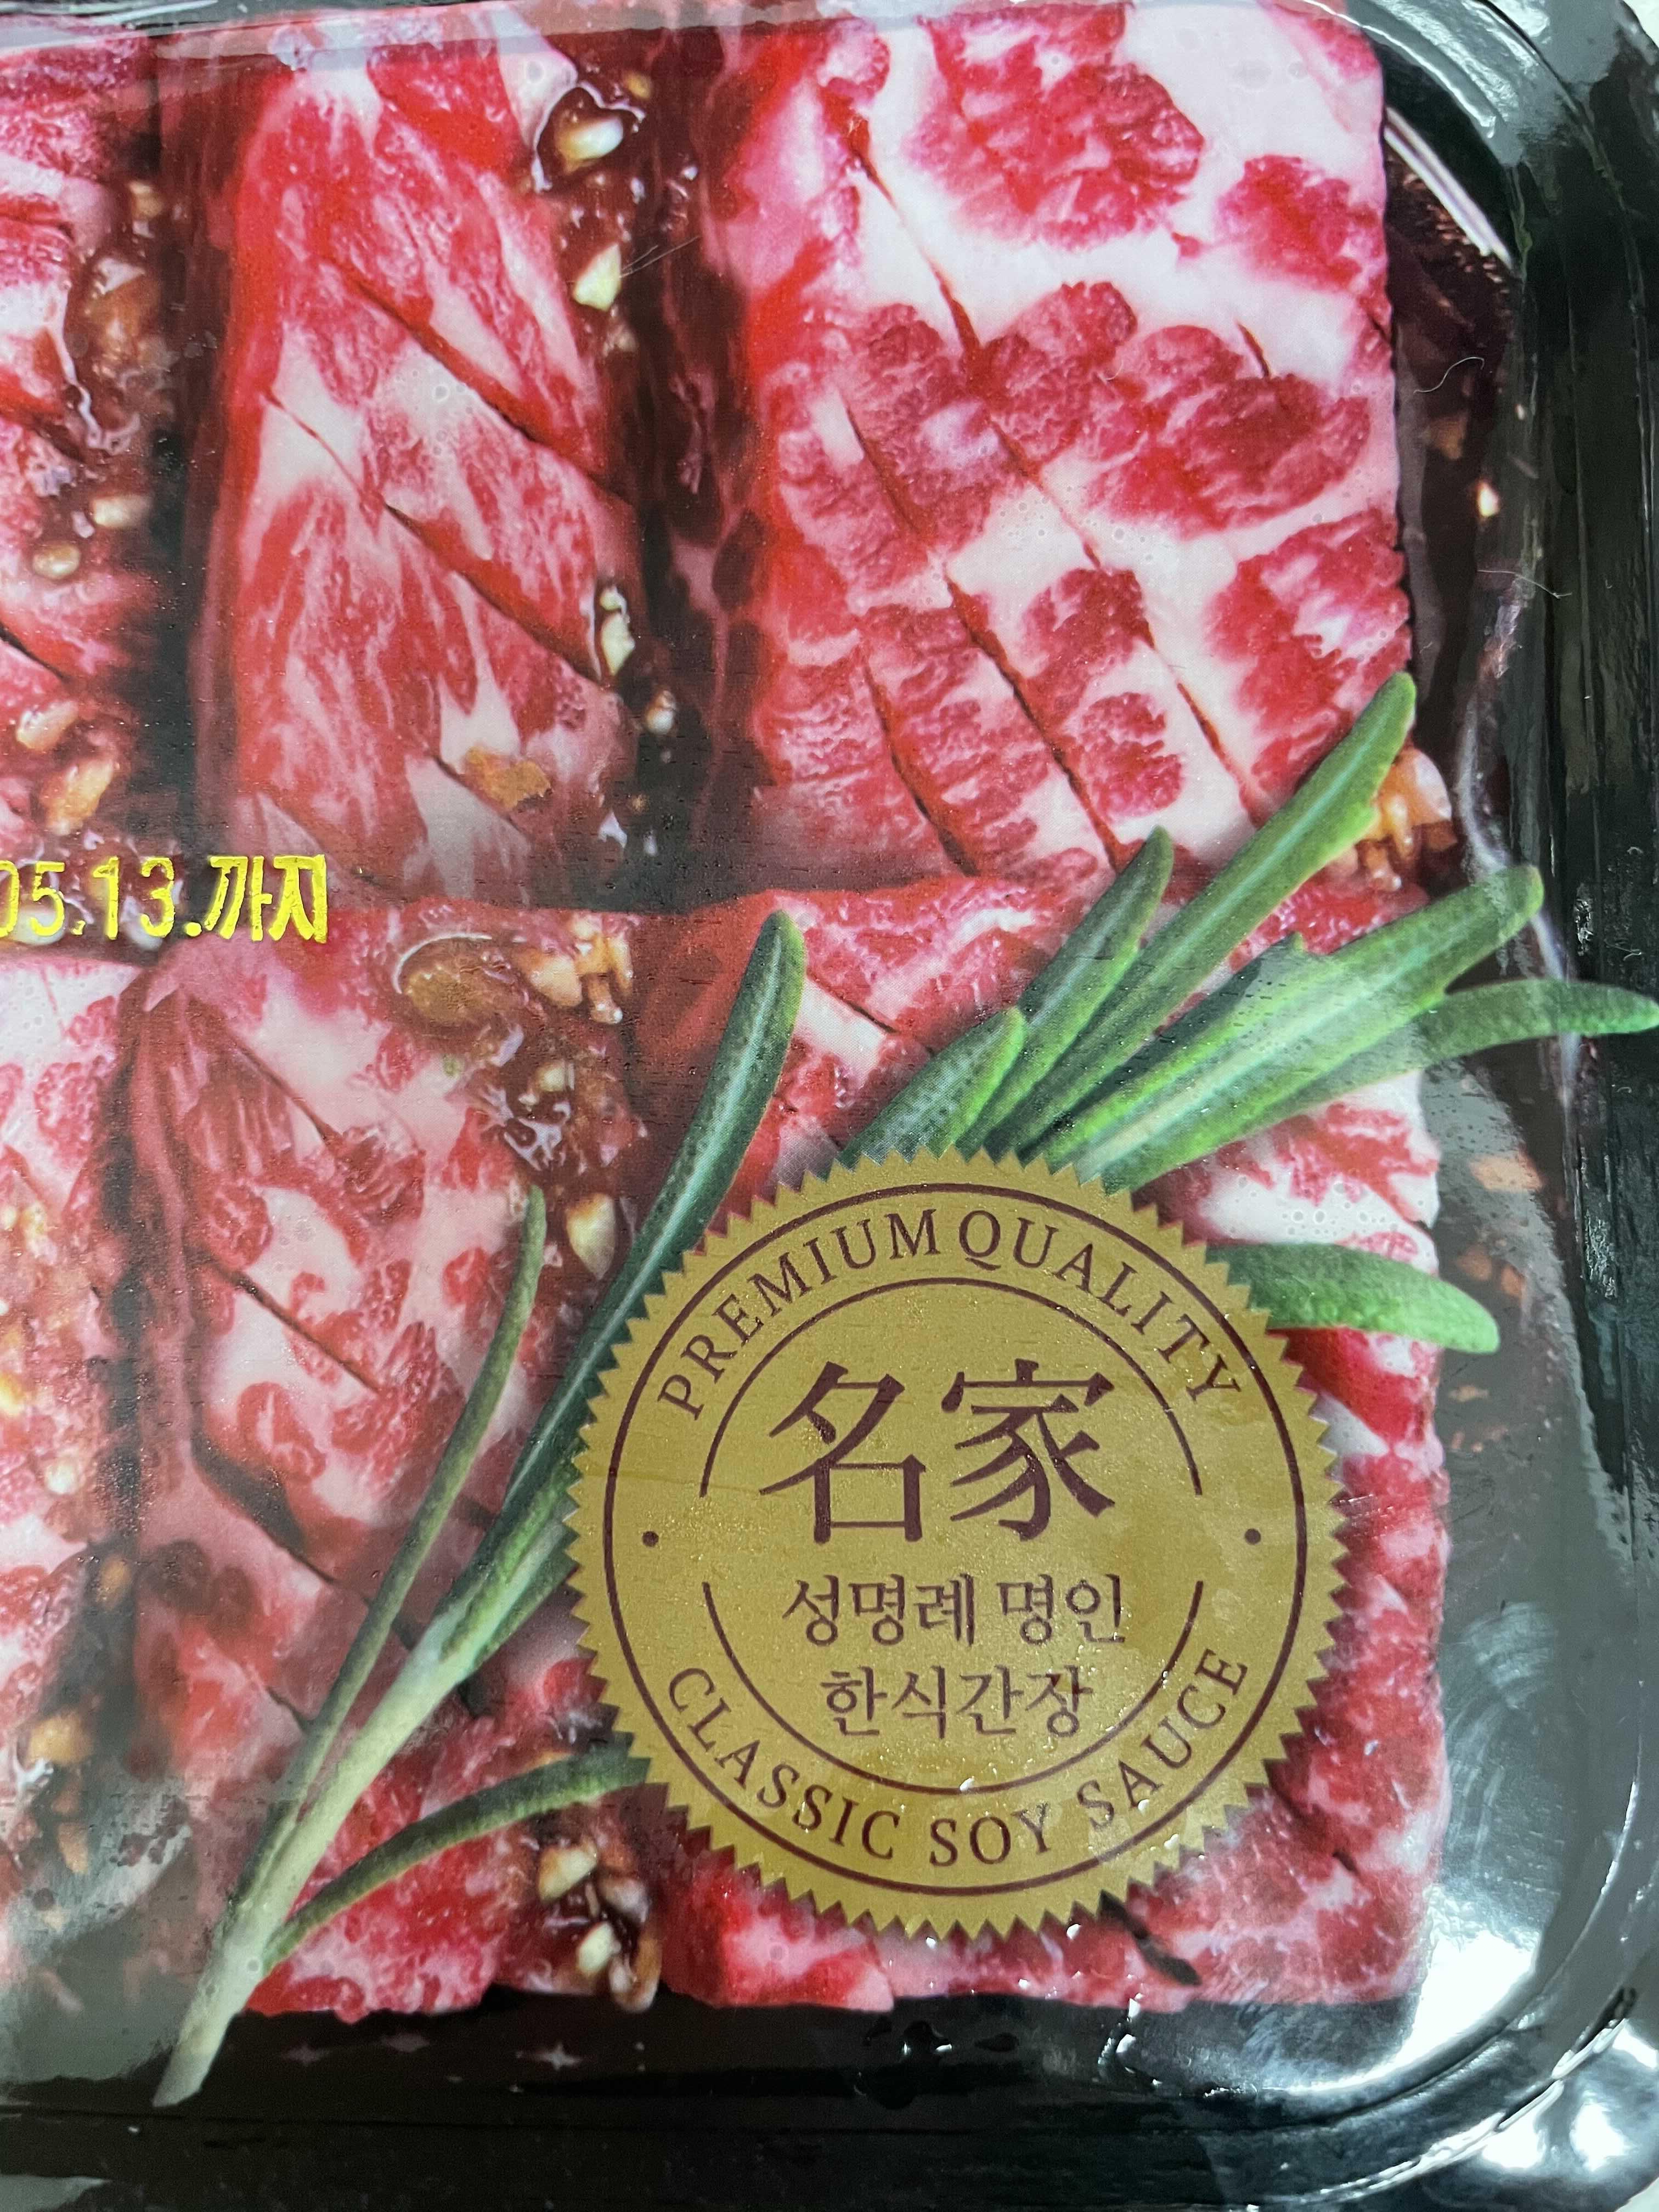 05.13.까지
PREMIUM QUALITY
名家
성명례 명인
한식간장
CLASSIC SOY SAUCE